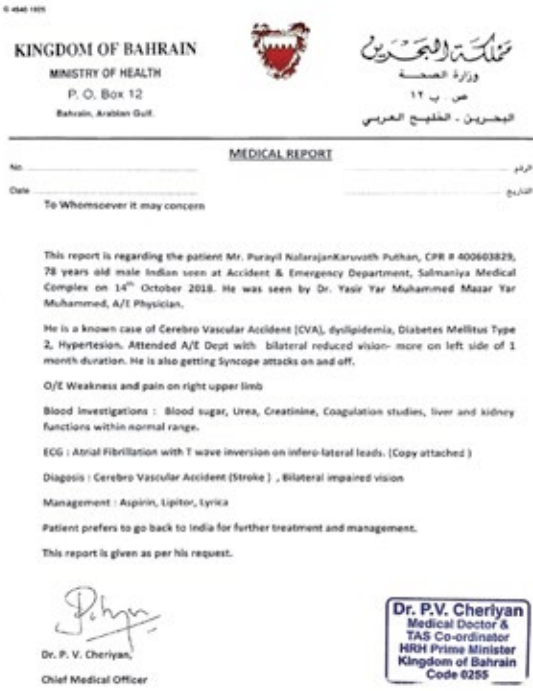 G 4840 1025
KINGDOM OF BAHRAIN
MINISTRY OF HEALTH
P. O. Box 12
Bahrain, Arabian Gulf.
مملكة البحرين
وزارة الصحة
ص . ب ١٢
البحرين . الخليج العربي
MEDICAL REPORT
No.
الرقم
Date
التاريخ
To Whomsoever it may concern
This report is regarding the patient Mr. Purayil NalarajanKaruvath Puthan, CPR # 400603829,
78 years old male Indian seen at Accident & Emergency Department, Salmaniya Medical
Complex on 14th October 2018. He was seen by Dr. Yasir Yar Muhammed Mazar Yar
Muhammed, A/E Physician.
He is a known case of Cerebro Vascular Accident (CVA), dyslipidemia, Diabetes Mellitus Type
2, Hypertesion. Attended A/E Dept with bilateral reduced vision- more on left side of 1
month duration. He is also getting Syncope attacks on and off.
O/E Weakness and pain on right upper limb
Blood investigations : Blood sugar, Urea, Creatinine, Coagulation studies, liver and kidney
functions within normal range.
ECG : Atrial Fibrillation with T wave inversion on infero-lateral leads. (Copy attached )
Diagosis : Cerebro Vascular Accident (Stroke ) , Bilateral impaired vision
Management : Aspirin, Lipitor, Lyrica
Patient prefers to go back to India for further treatment and management.
This report is given as per his request.
Dr. P. V. Cheriyan,
Chief Medical Officer
Dr. P.V. Cheriyan
Medical Doctor &
TAS Co-ordinator
HRH Prime Minister
Kingdom of Bahrain
Code 0255